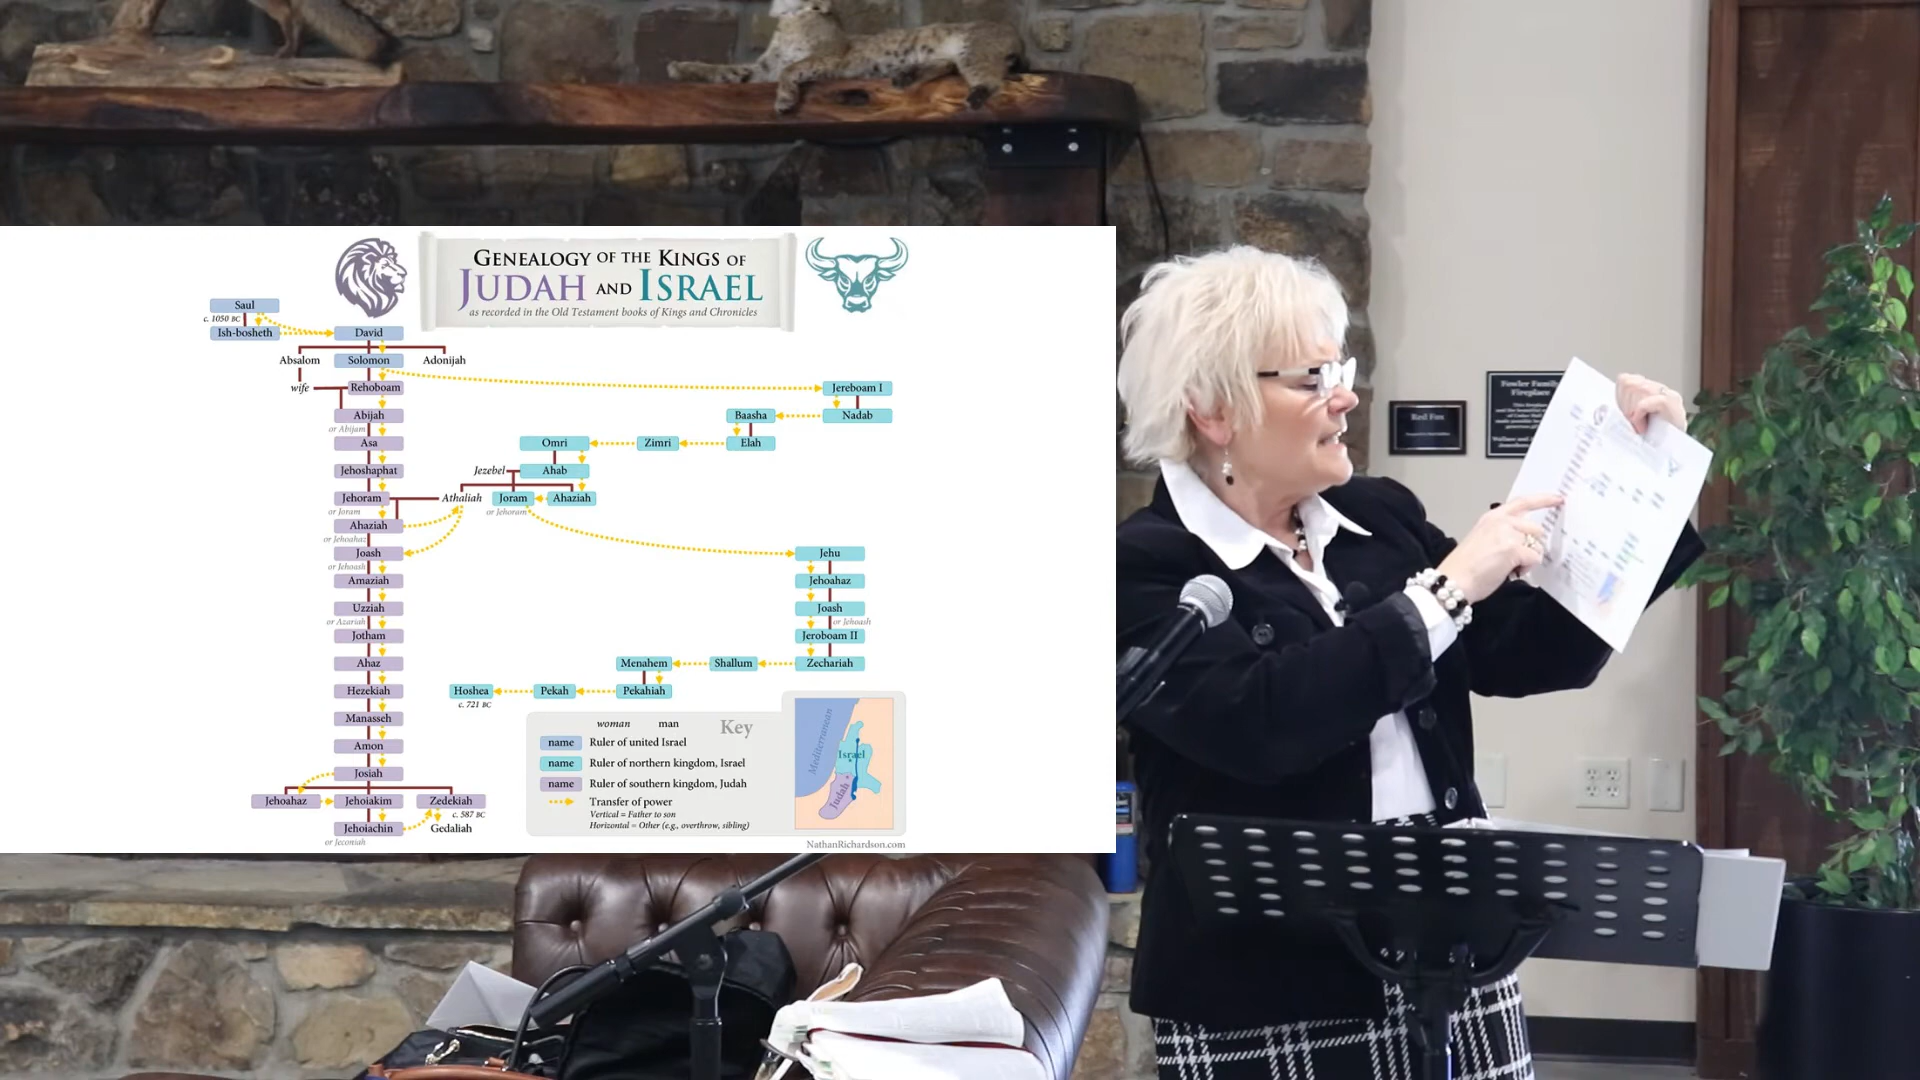 GENEALOGY OF THE KINGS OF
JUDAH AND ISRAEL
as recorded in the Old Testament books of Kings and Chronicles
Saul
c. 1050 BC
Ish-bosheth David
Absalom Solomon Adonijah
wife Rehoboam Jereboam I
Abijah Baasha Nadab
or Abijam
Asa Omri Zimri Elah
Jehoshaphat Jezebel Ahab
Jehoram Athaliah Joram Ahaziah
or Joram or Jehoram
Ahaziah
or Jehoahaz
Joash Jehu
or Jehoash
Amaziah Jehoahaz
Uzziah Joash
or Azariah or Jehoash
Jotham Jeroboam II
Ahaz Menahem Shallum Zechariah
Hezekiah Hoshea Pekah Pekahiah
c. 721 BC
Manasseh
Amon
Josiah
Jehoahaz Jehoiakim Zedekiah
c. 587 BC
Jehoiachin Gedaliah
or Jeconiah
woman man Key
name Ruler of united Israel
name Ruler of northern kingdom, Israel
name Ruler of southern kingdom, Judah
Transfer of power
Vertical = Father to son
Horizontal = Other (e.g., overthrow, sibling)
Mediterranean
Israel
Judah
NathanRichardson.com
Red Fox
Fowler Family
Fireplace